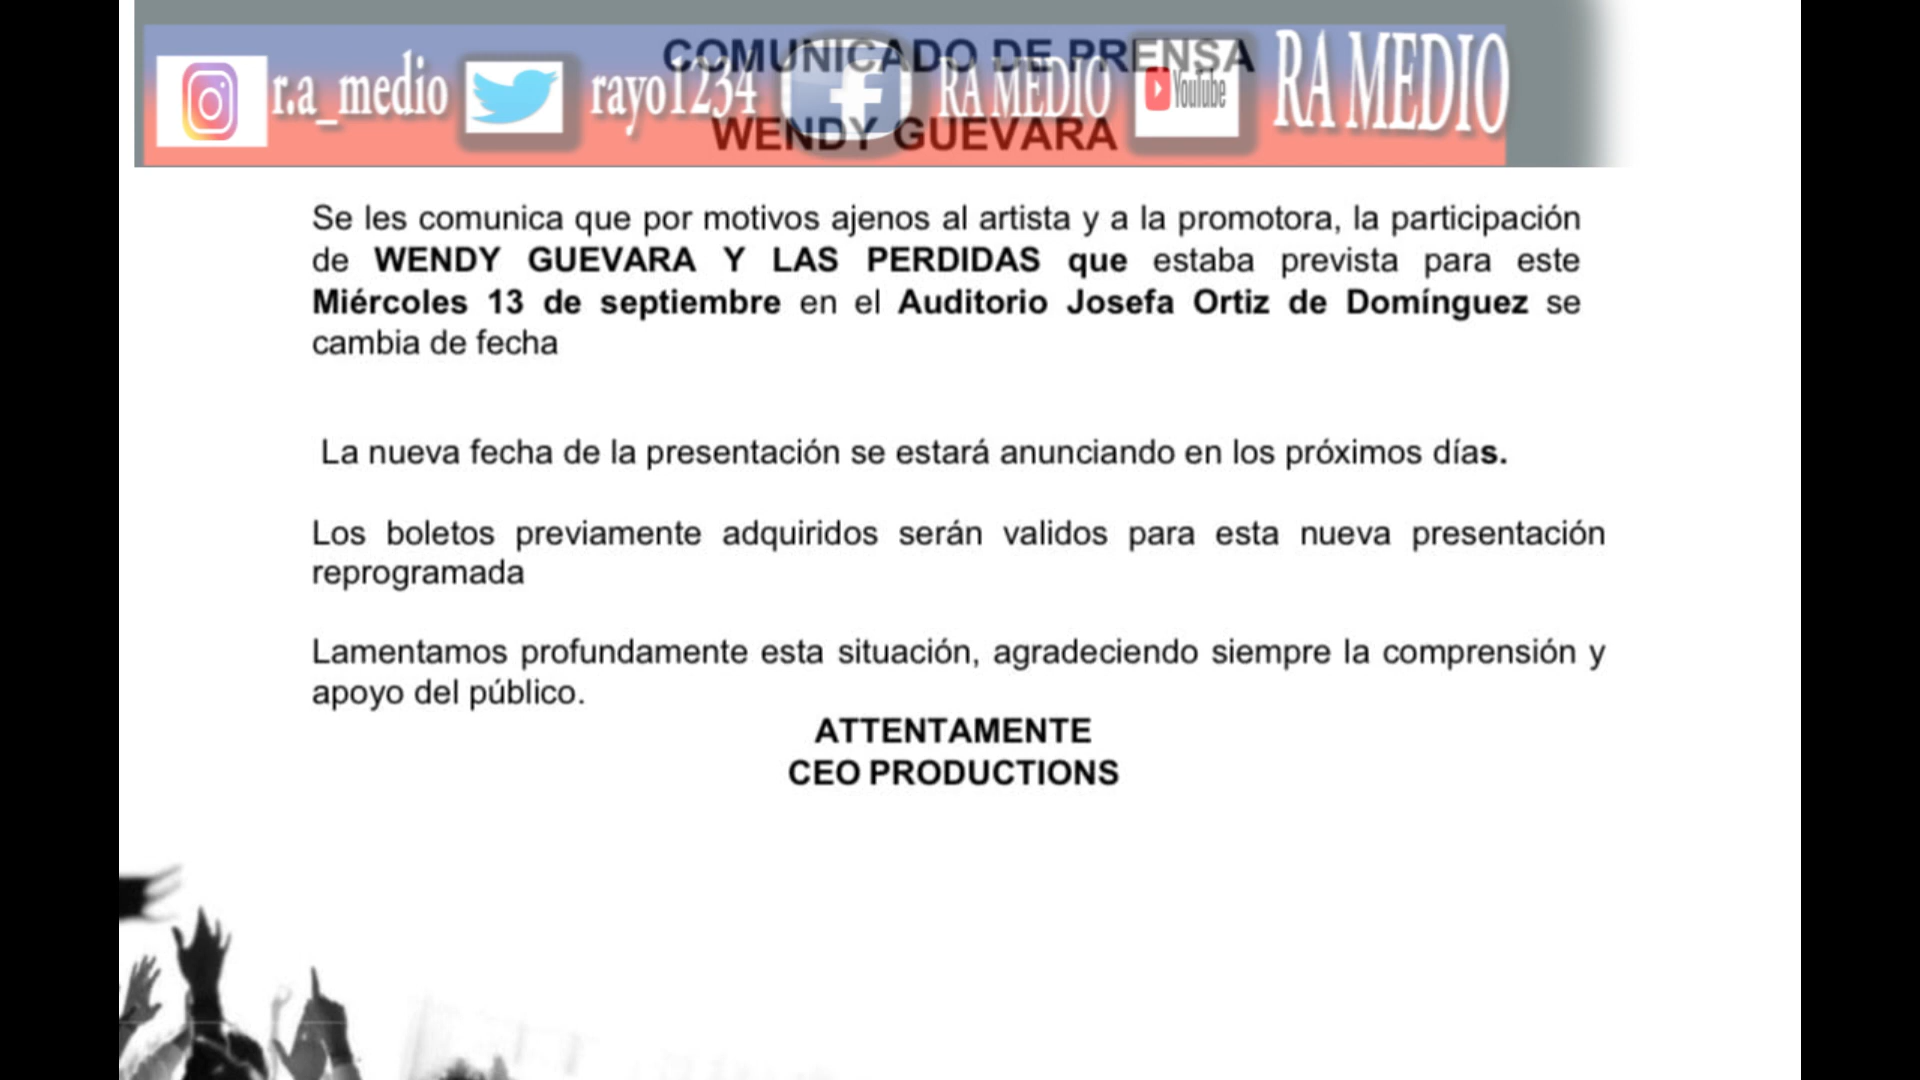 COMUNICADO DE PRENSA
r.a_medio rayo1234 RA MEDIO YouTube RA MEDIO
WENDY GUEVARA
Se les comunica que por motivos ajenos al artista y a la promotora, la participación
de WENDY GUEVARA Y LAS PERDIDAS que estaba prevista para este
Miércoles 13 de septiembre en el Auditorio Josefa Ortiz de Domínguez se
cambia de fecha
La nueva fecha de la presentación se estará anunciando en los próximos días.
Los boletos previamente adquiridos serán validos para esta nueva presentación
reprogramada
Lamentamos profundamente esta situación, agradeciendo siempre la comprensión y
apoyo del público.
ATTENTAMENTE
CEO PRODUCTIONS